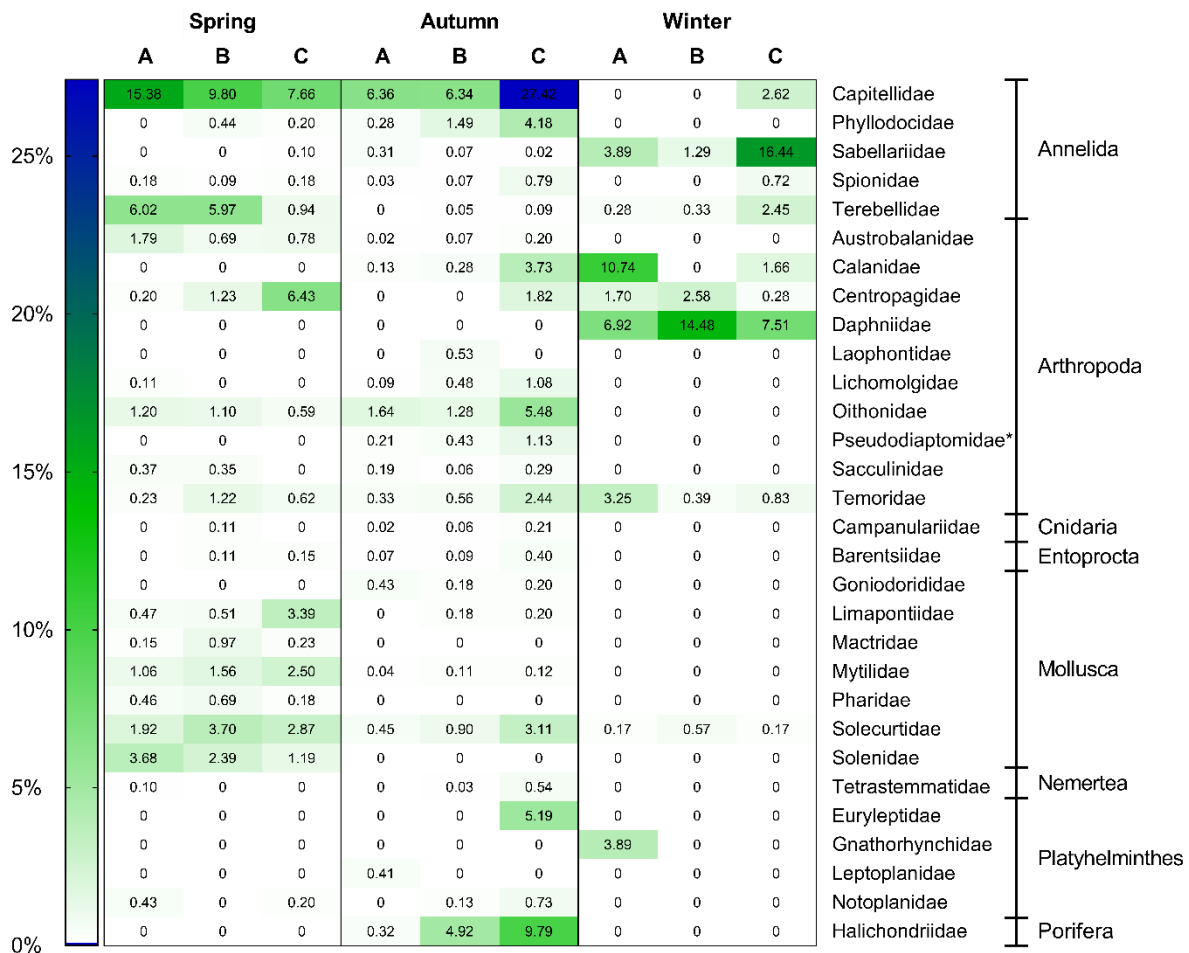 Spring Autumn Winter
A B C A B C A B C
15.38 9.80 7.66 6.36 6.34 27.42 0 0 2.62 Capitellidae
0 0.44 0.20 0.28 1.49 4.18 0 0 0 Phyllodocidae
25% 0 0 0.10 0.31 0.07 0.02 3.89 1.29 16.44 Sabellariidae Annelida
0.18 0.09 0.18 0.03 0.07 0.79 0 0 0.72 Spionidae
6.02 5.97 0.94 0 0.05 0.09 0.28 0.33 2.45 Terebellidae
1.79 0.69 0.78 0.02 0.07 0.20 0 0 0 Austrobalanidae
0 0 0 0.13 0.28 3.73 10.74 0 1.66 Calanidae
20% 0.20 1.23 6.43 0 0 1.82 1.70 2.58 0.28 Centropagidae
0 0 0 0 0 0 6.92 14.48 7.51 Daphniidae
0 0 0 0 0.53 0 0 0 0 Laophontidae Arthropoda
0.11 0 0 0.09 0.48 1.08 0 0 0 Lichomolgidae
1.20 1.10 0.59 1.64 1.28 5.48 0 0 0 Oithonidae
0 0 0 0.21 0.43 1.13 0 0 0 Pseudodiaptomidae*
15% 0.37 0.35 0 0.19 0.06 0.29 0 0 0 Sacculinidae
0.23 1.22 0.62 0.33 0.56 2.44 3.25 0.39 0.83 Temoridae
0 0.11 0 0.02 0.06 0.21 0 0 0 Campanulariidae Cnidaria
0 0.11 0.15 0.07 0.09 0.40 0 0 0 Barentsiidae Entoprocta
0 0 0 0.43 0.18 0.20 0 0 0 Goniodorididae
10% 0.47 0.51 3.39 0 0.18 0.20 0 0 0 Limapontiidae
0.15 0.97 0.23 0 0 0 0 0 0 Mactridae
1.06 1.56 2.50 0.04 0.11 0.12 0 0 0 Mytilidae Mollusca
0.46 0.69 0.18 0 0 0 0 0 0 Pharidae
1.92 3.70 2.87 0.45 0.90 3.11 0.17 0.57 0.17 Solecurtidae
3.68 2.39 1.19 0 0 0 0 0 0 Solenidae
5% 0.10 0 0 0 0.03 0.54 0 0 0 Tetrastemmatidae Nemertea
0 0 0 0 0 5.19 0 0 0 Euryleptidae
0 0 0 0 0 0 3.89 0 0 Gnathorhynchidae Platyhelminthes
0 0 0 0.41 0 0 0 0 0 Leptoplanidae
0.43 0 0.20 0 0.13 0.73 0 0 0 Notoplanidae
0% 0 0 0 0.32 4.92 9.79 0 0 0 Halichondriidae Porifera